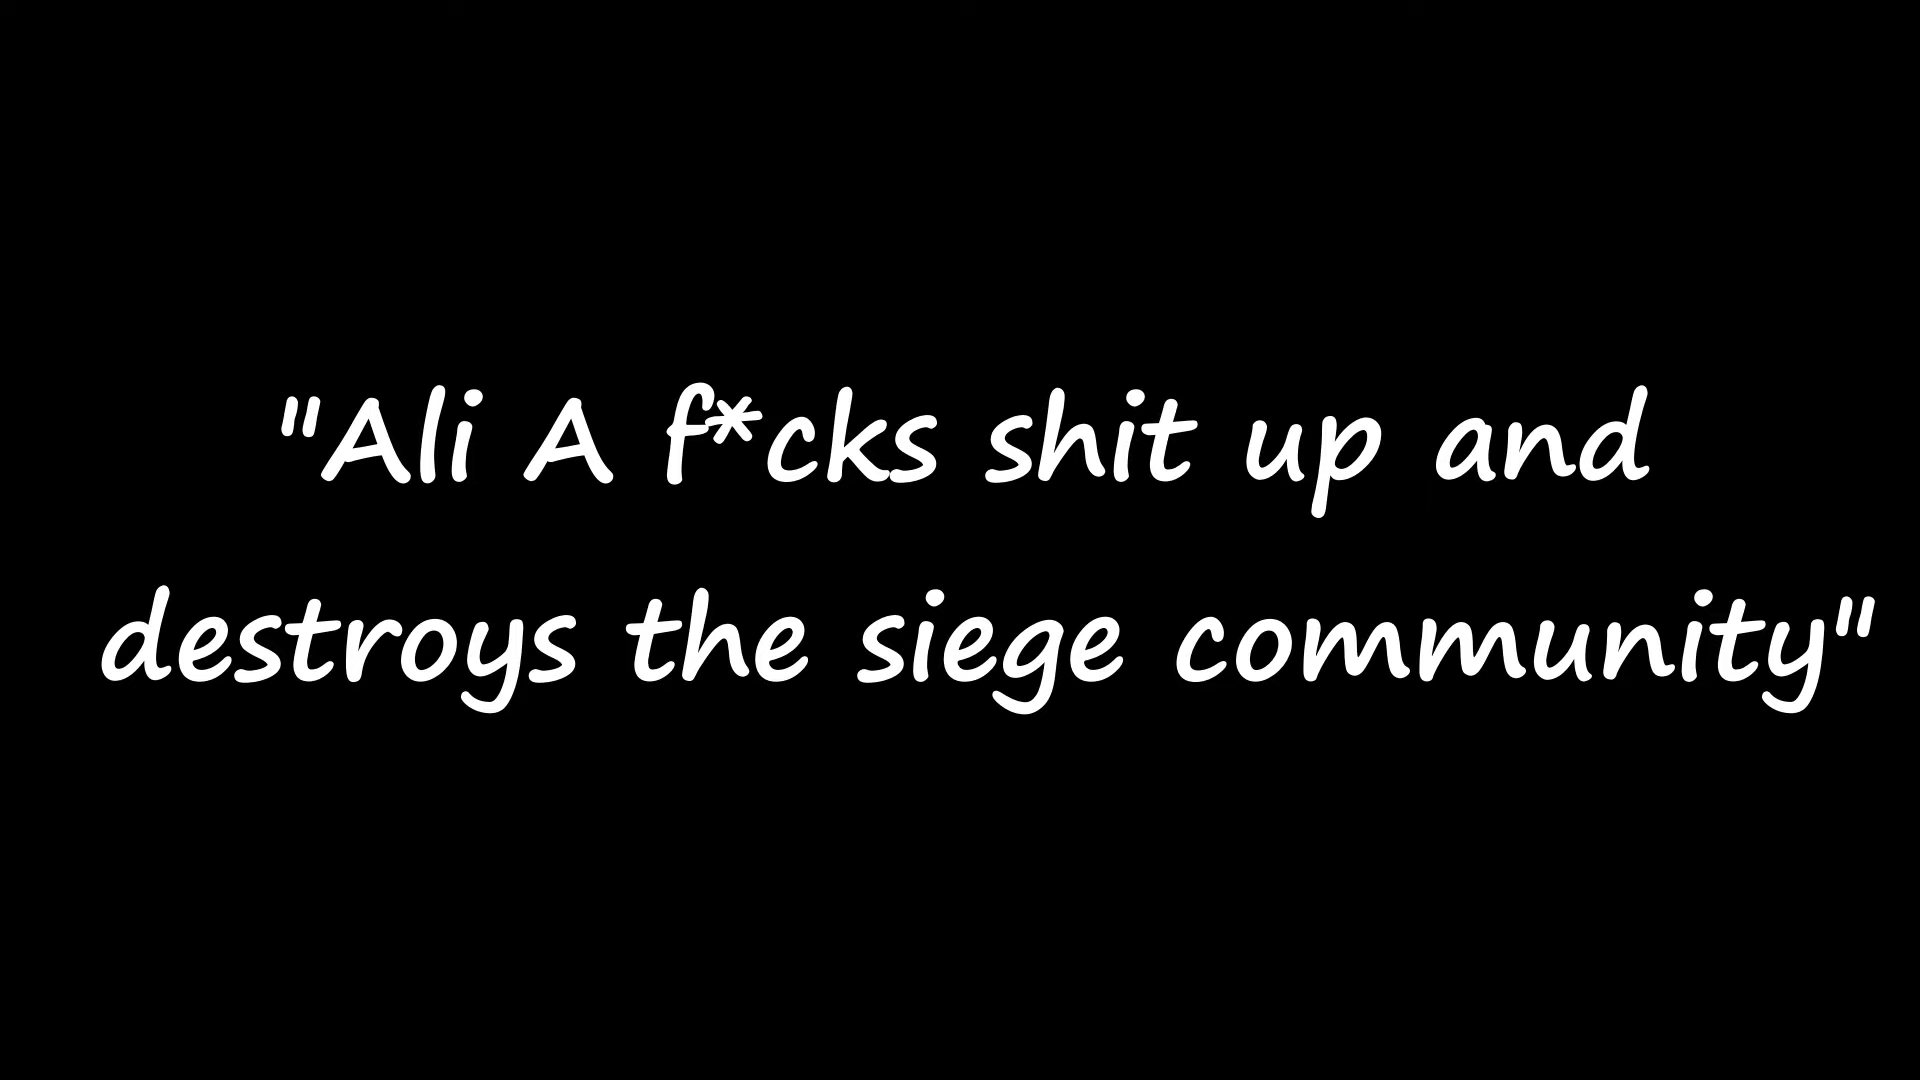 "Ali A f*cks shit up and
destroys the siege community"